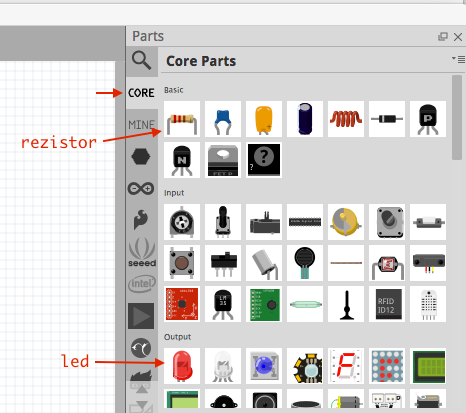 Parts
Core Parts
CORE
Basic
MINE
rezistor
P
N
?
?
Input
seeed
intel
LM
35
RFID
ID12
Output
led